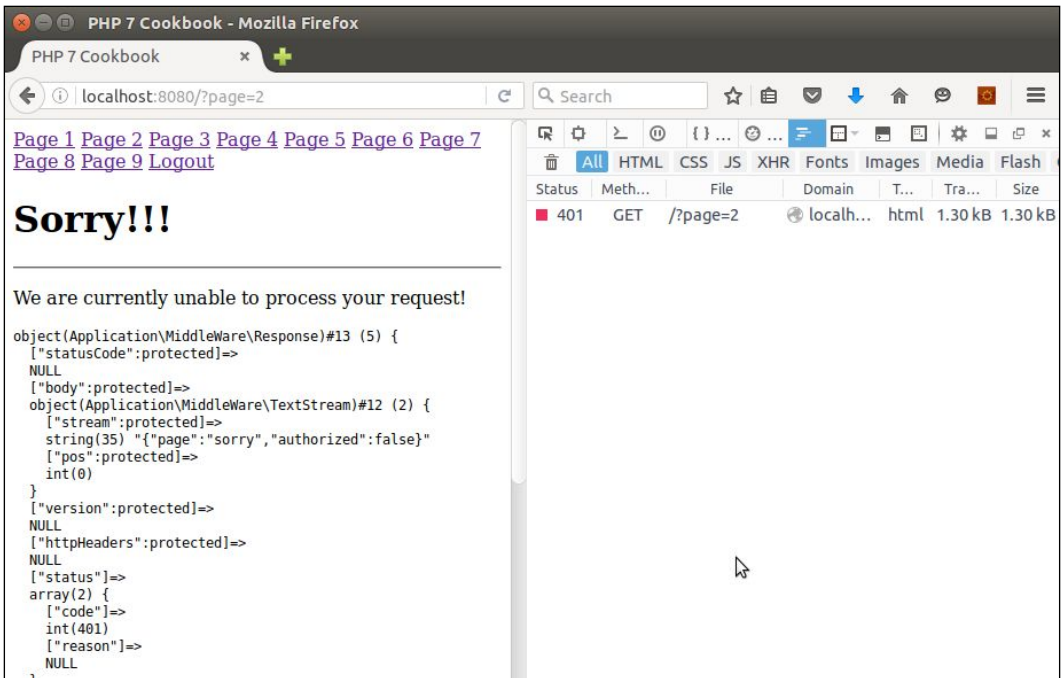 PHP 7 Cookbook - Mozilla Firefox
PHP 7 Cookbook
localhost:8080/?page=2
Search
Page 1 Page 2 Page 3 Page 4 Page 5 Page 6 Page 7
Page 8 Page 9 Logout
Sorry!!!
We are currently unable to process your request!
object(Application\MiddleWare\Response)#13 (5) {
  ["statusCode":protected]=>
  NULL
  ["body":protected]=>
  object(Application\MiddleWare\TextStream)#12 (2) {
    ["stream":protected]=>
    string(35) "{"page":"sorry","authorized":false}"
    ["pos":protected]=>
    int(0)
  }
  ["version":protected]=>
  NULL
  ["httpHeaders":protected]=>
  NULL
  ["status"]=>
  array(2) {
    ["code"]=>
    int(401)
    ["reason"]=>
    NULL
  }
{ } ...
...
All HTML CSS JS XHR Fonts Images Media Flash
Status Meth... File Domain T... Tra... Size
401 GET /?page=2 localh... html 1.30 kB 1.30 kB